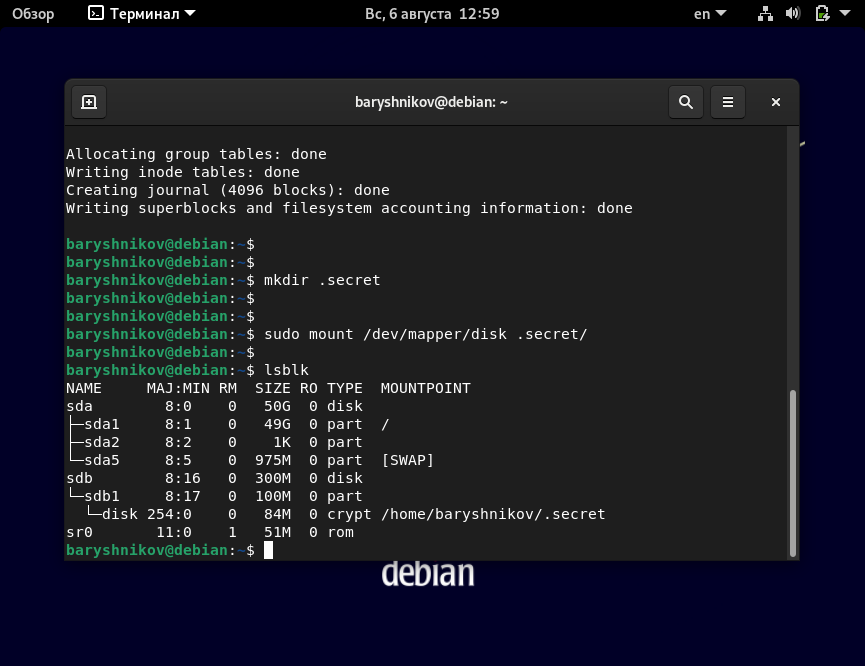 Обзор Терминал Вс, 6 августа 12:59 en
baryshnikov@debian: ~
Allocating group tables: done
Writing inode tables: done
Creating journal (4096 blocks): done
Writing superblocks and filesystem accounting information: done
baryshnikov@debian:~$
baryshnikov@debian:~$
baryshnikov@debian:~$ mkdir .secret
baryshnikov@debian:~$
baryshnikov@debian:~$
baryshnikov@debian:~$ sudo mount /dev/mapper/disk .secret/
baryshnikov@debian:~$
baryshnikov@debian:~$ lsblk
NAME     MAJ:MIN RM  SIZE RO TYPE  MOUNTPOINT
sda        8:0    0   50G  0 disk
├─sda1     8:1    0   49G  0 part  /
├─sda2     8:2    0    1K  0 part
└─sda5     8:5    0  975M  0 part  [SWAP]
sdb        8:16   0  300M  0 disk
└─sdb1     8:17   0  100M  0 part
  └─disk 254:0    0   84M  0 crypt /home/baryshnikov/.secret
sr0       11:0    1   51M  0 rom
baryshnikov@debian:~$
debian